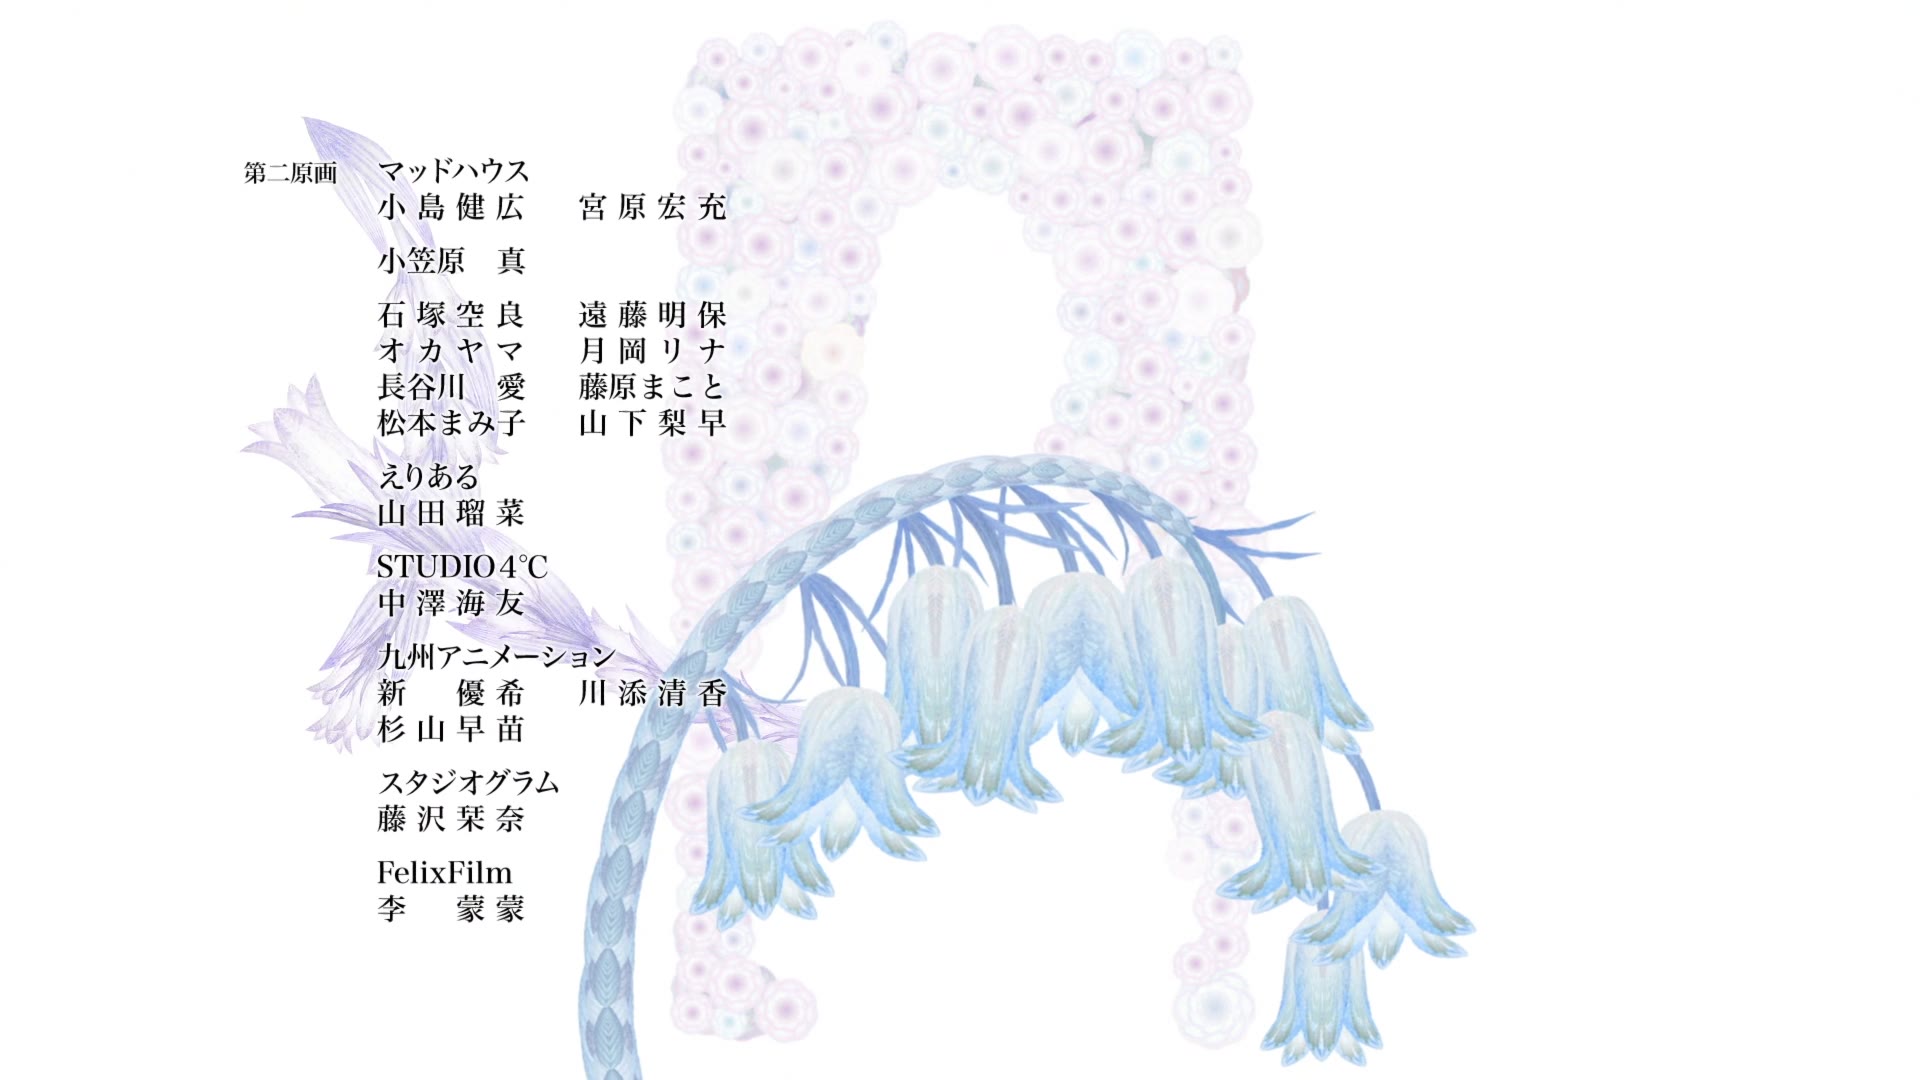 第二原画 マッドハウス
小島健広 宮原宏充
小笠原 真
石塚空良 遠藤明保
オカヤマ 月岡リナ
長谷川 愛 藤原まこと
松本まみ子 山下梨早
えりある
山田瑠菜
STUDIO4℃
中澤海友
九州アニメーション
新 優希 川添清香
杉山早苗
スタジオグラム
藤沢栞奈
FelixFilm
李 蒙蒙